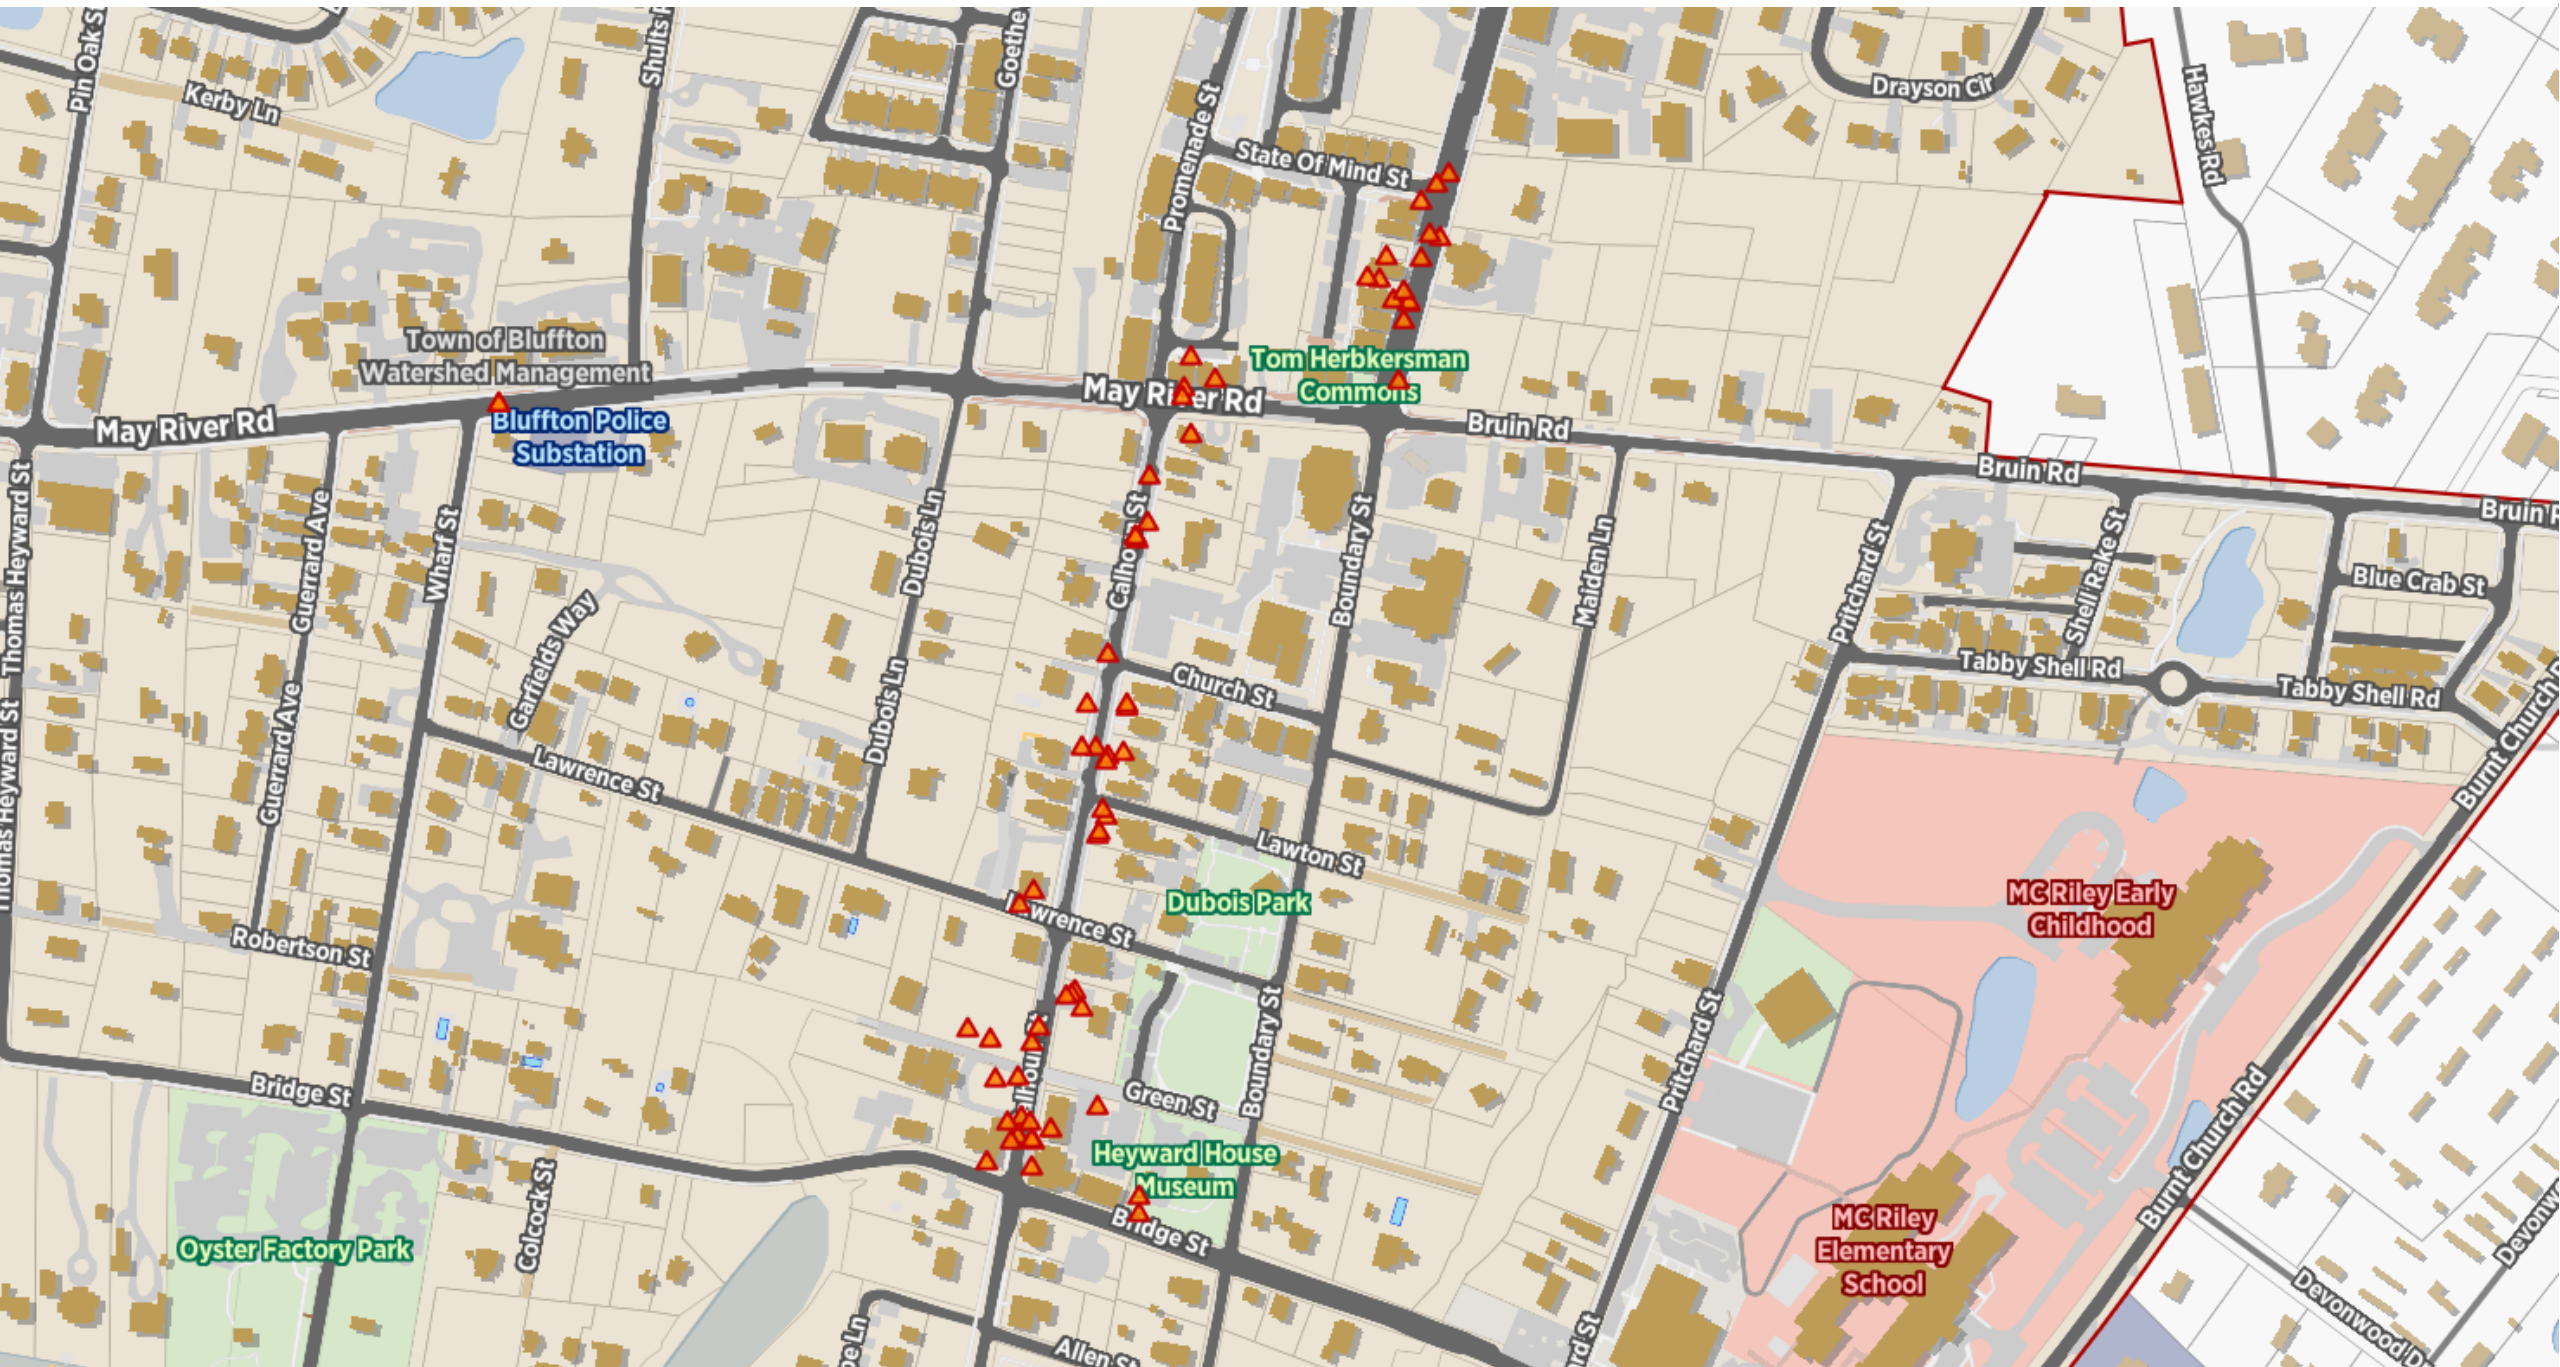 Pin Oak S
Kerby Ln
Shults
Goethe
Promenade St
State Of Mind St
Drayson Cir
Hawkes Rd
Town of Bluffton
Watershed Management
May River Rd
Bluffton Police
Substation
May River Rd
Tom Herbkersman
Commons
Bruin Rd
Bruin Rd
Bruin R
Thomas Heyward St
Thomas Heyward St
Guerrard Ave
Guerrard Ave
Wharf St
Garfields Way
Dubois Ln
Dubois Ln
Boundary St
Maiden Ln
Pritchard St
Shell Rake St
Blue Crab St
Tabby Shell Rd
Tabby Shell Rd
Burnt Church R
Church St
Lawrence St
Lawton St
Dubois Park
Lawrence St
Robertson St
Bridge St
Boundary St
Green St
Pritchard St
MC Riley Early
Childhood
Heyward House
Museum
Bridge St
Oyster Factory Park
Colcock St
MC Riley
Elementary
School
Burnt Church Rd
Devonwood D
Devonwo
Allen St
pe Ln
rd St